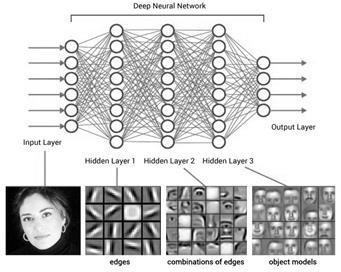 Deep Neural Network
Input Layer
Output Layer
Hidden Layer 1
Hidden Layer 2
Hidden Layer 3
edges
combinations of edges
object models